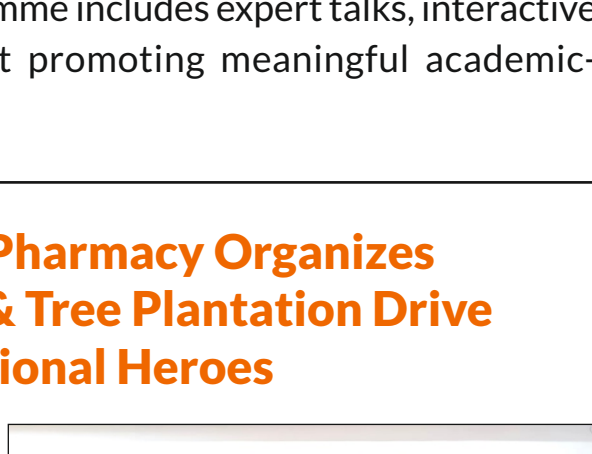 mme includes expert talks, interactive
t promoting meaningful academic-
Pharmacy Organizes
& Tree Plantation Drive
ional Heroes